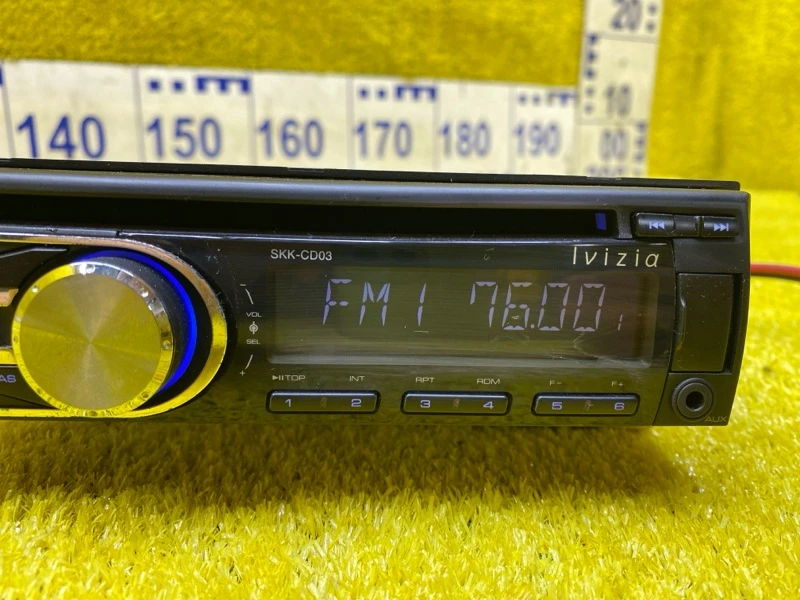 20
10
00
140 150 160 170 180 190
SKK-CD03
Ivizia
FM1 76.00
VOL
SEL
+
AS
TOP INT RPT RDM F- F+
1 2 3 4 5 6
AUX